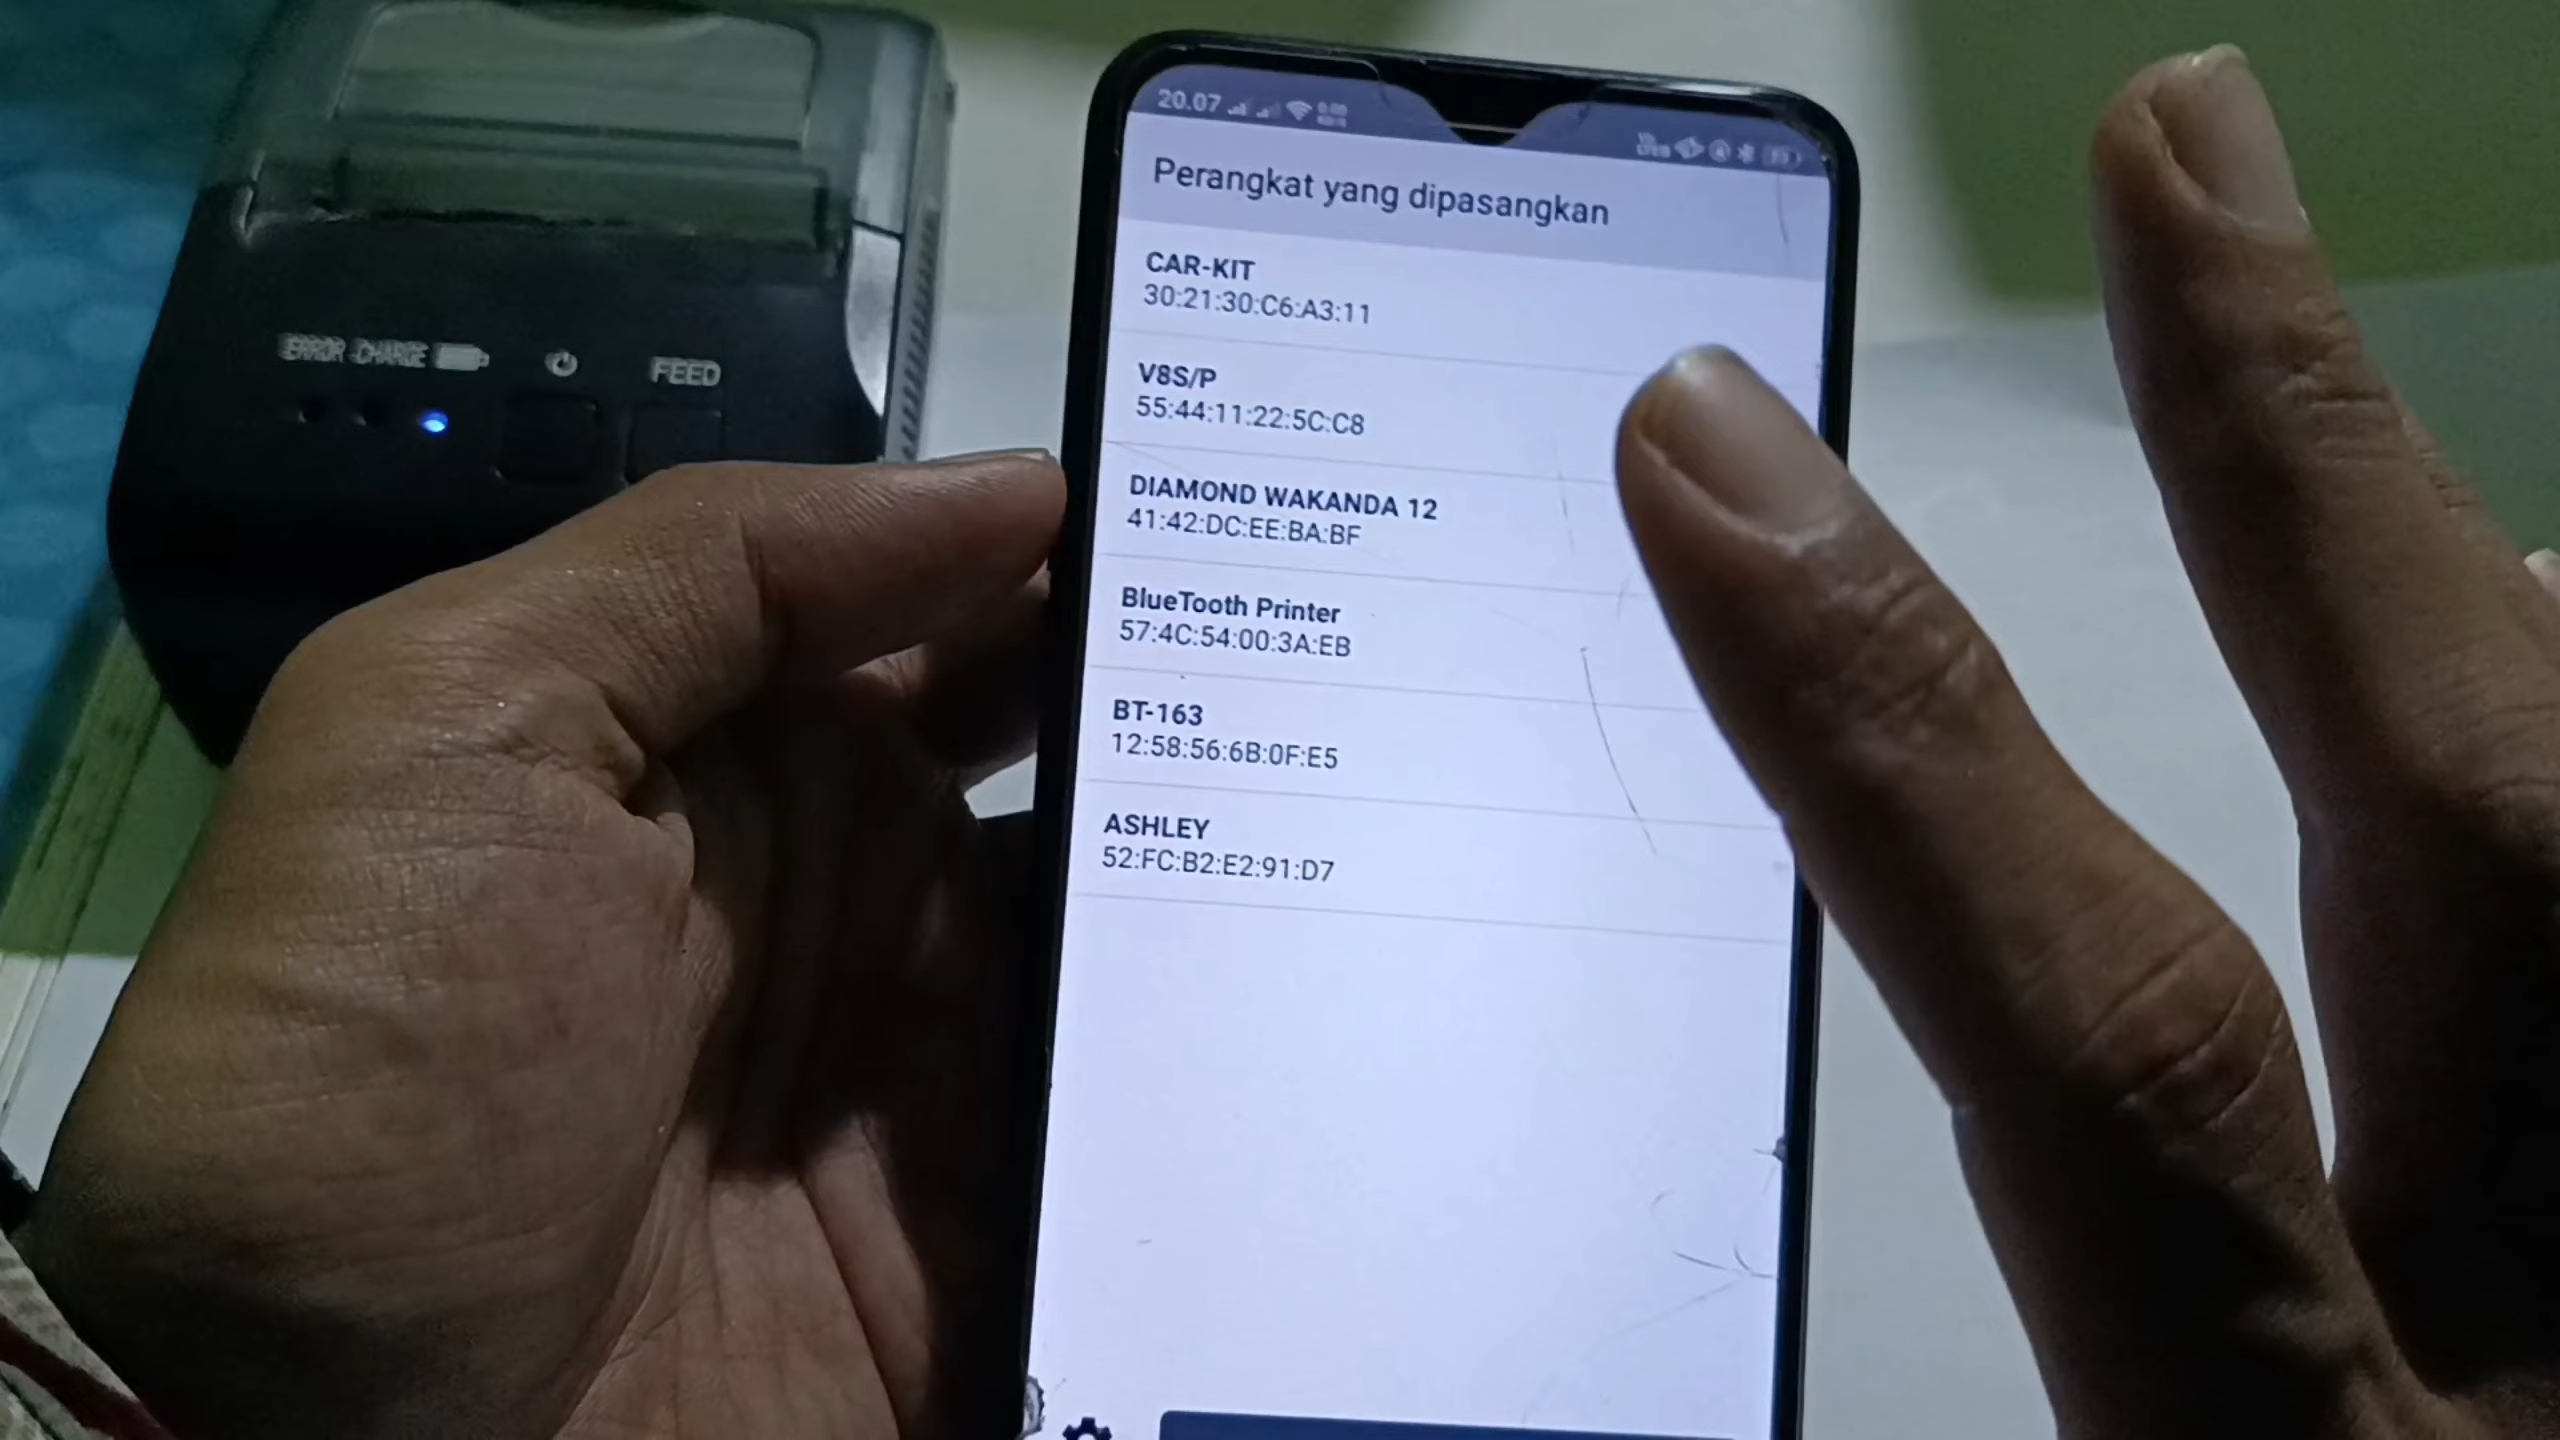 ERROR CHARGE
FEED
20.07
Perangkat yang dipasangkan
CAR-KIT
30:21:30:C6:A3:11
V8S/P
55:44:11:22:5C:C8
DIAMOND WAKANDA 12
41:42:DC:EE:BA:BF
BlueTooth Printer
57:4C:54:00:3A:EB
BT-163
12:58:56:6B:0F:E5
ASHLEY
52:FC:B2:E2:91:D7